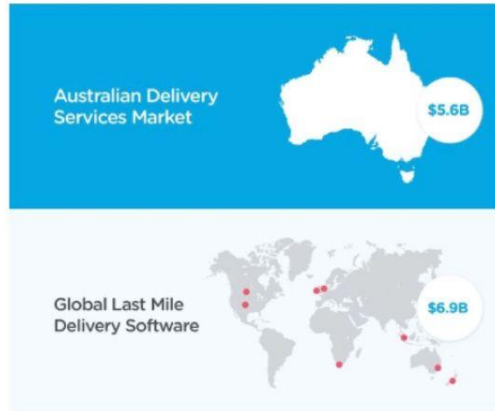 Australian Delivery
Services Market
$5.6B
Global Last Mile
Delivery Software
$6.9B